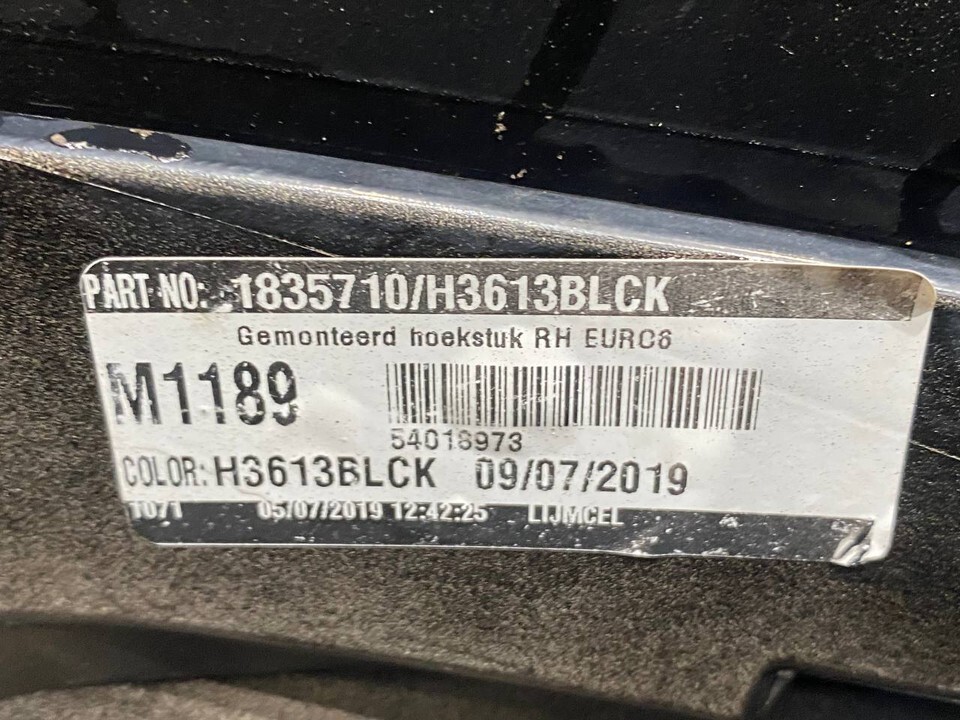 PART NO: 1835710/H3613BLCK
Gemonteerd hoekstuk RH EURO6
M1189
54018973
COLOR: H3613BLCK 09/07/2019
T071 05/07/2019 12:42:25 LIJMCEL